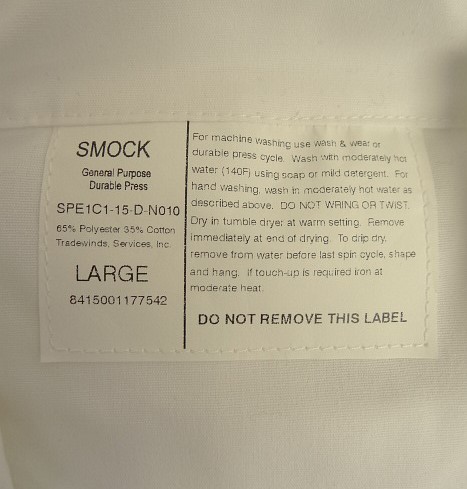 SMOCK
General Purpose
Durable Press
SPE1C1-15-D-N010
65% Polyester 35% Cotton
Tradewinds, Services, Inc.
LARGE
8415001177542
For machine washing use wash & wear or
durable press cycle. Wash with moderately hot
water (140F) using soap or mild detergent. For
hand washing, wash in moderately hot water as
described above. DO NOT WRING OR TWIST.
Dry in tumble dryer at warm setting. Remove
immediately at end of drying. To drip dry,
remove from water before last spin cycle, shape
and hang. if touch-up is required iron at
moderate heat.
DO NOT REMOVE THIS LABEL